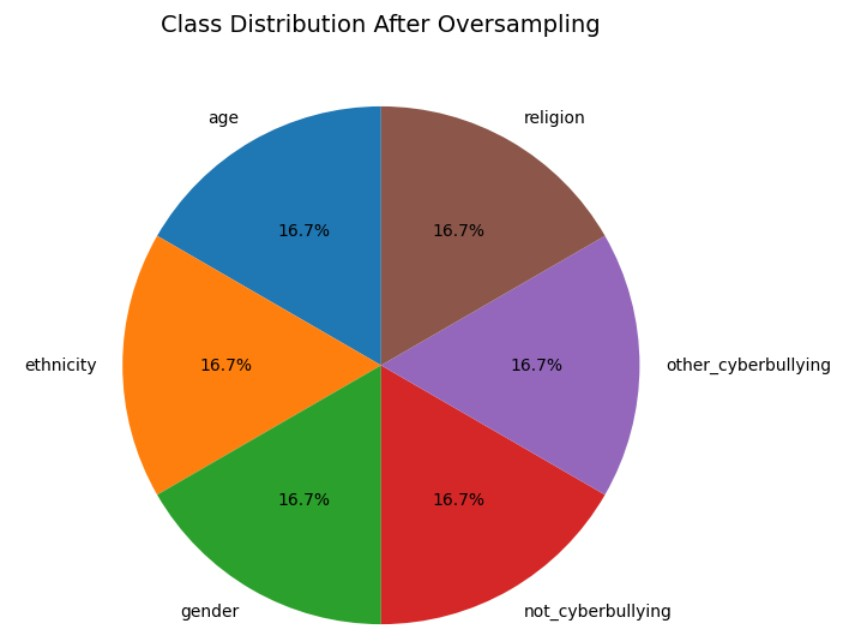 Class Distribution After Oversampling
age
religion
16.7%
16.7%
ethnicity
16.7%
16.7%
other_cyberbullying
16.7%
16.7%
gender
not_cyberbullying